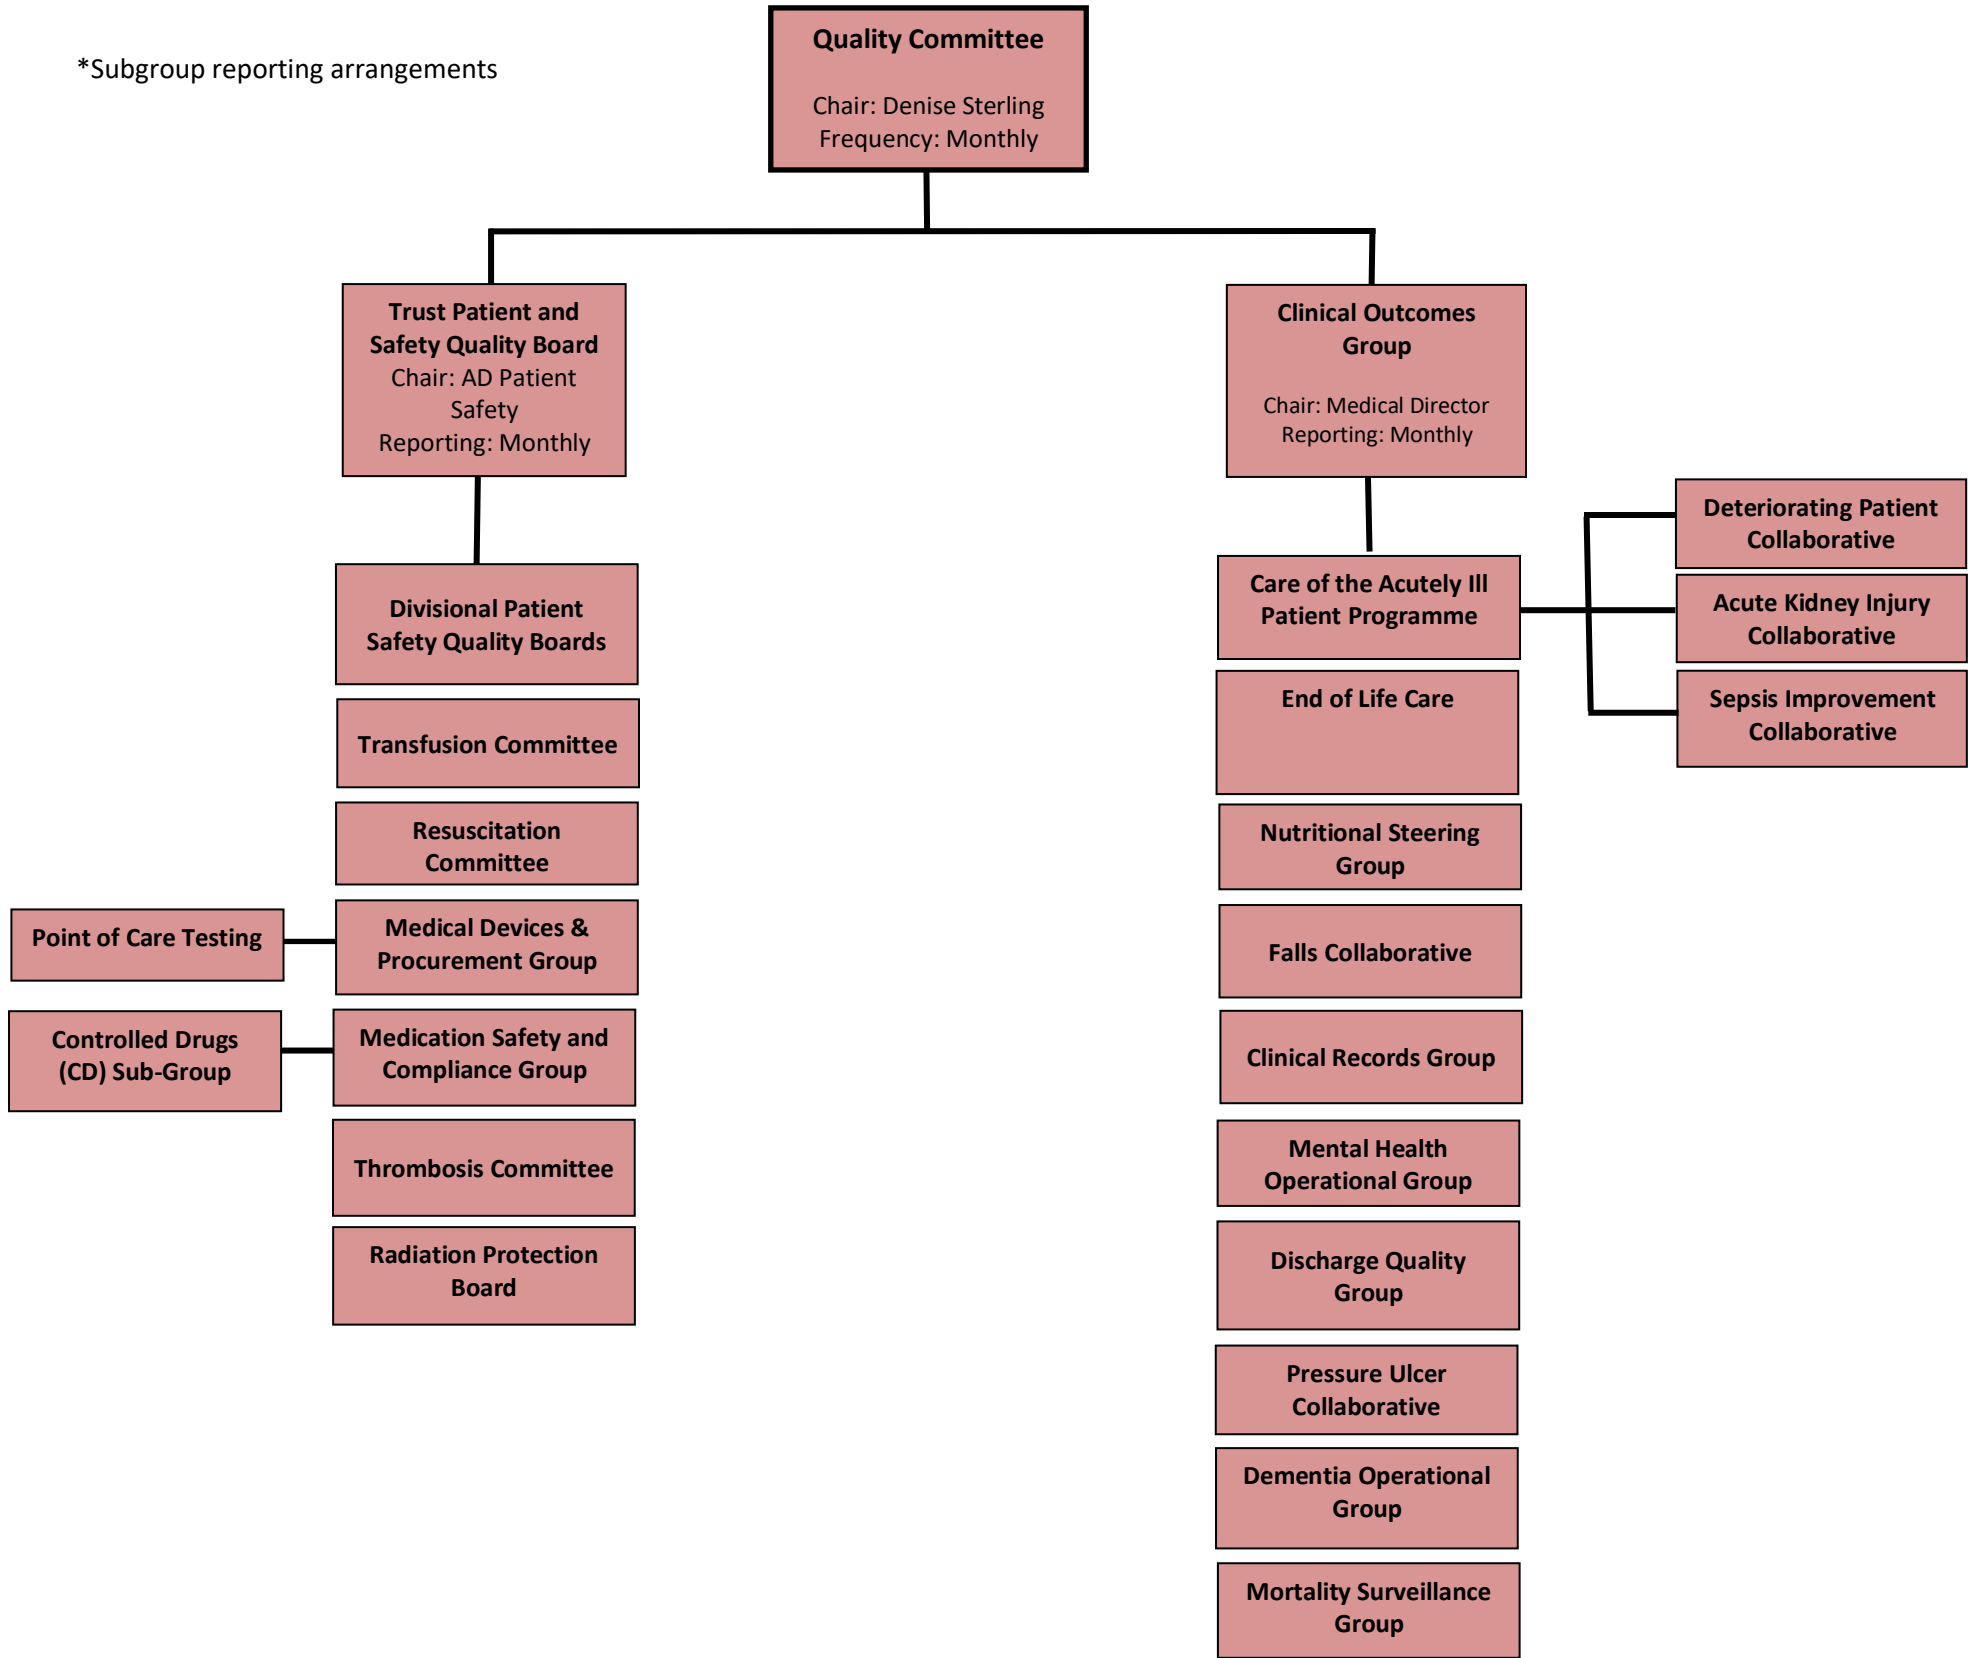 *Subgroup reporting arrangements
Quality Committee
Chair: Denise Sterling
Frequency: Monthly
Trust Patient and
Safety Quality Board
Chair: AD Patient
Safety
Reporting: Monthly
Divisional Patient
Safety Quality Boards
Transfusion Committee
Resuscitation
Committee
Point of Care Testing
Medical Devices &
Procurement Group
Controlled Drugs
(CD) Sub-Group
Medication Safety and
Compliance Group
Thrombosis Committee
Radiation Protection
Board
Clinical Outcomes
Group
Chair: Medical Director
Reporting: Monthly
Care of the Acutely Ill
Patient Programme
Deteriorating Patient
Collaborative
Acute Kidney Injury
Collaborative
Sepsis Improvement
Collaborative
End of Life Care
Nutritional Steering
Group
Falls Collaborative
Clinical Records Group
Mental Health
Operational Group
Discharge Quality
Group
Pressure Ulcer
Collaborative
Dementia Operational
Group
Mortality Surveillance
Group